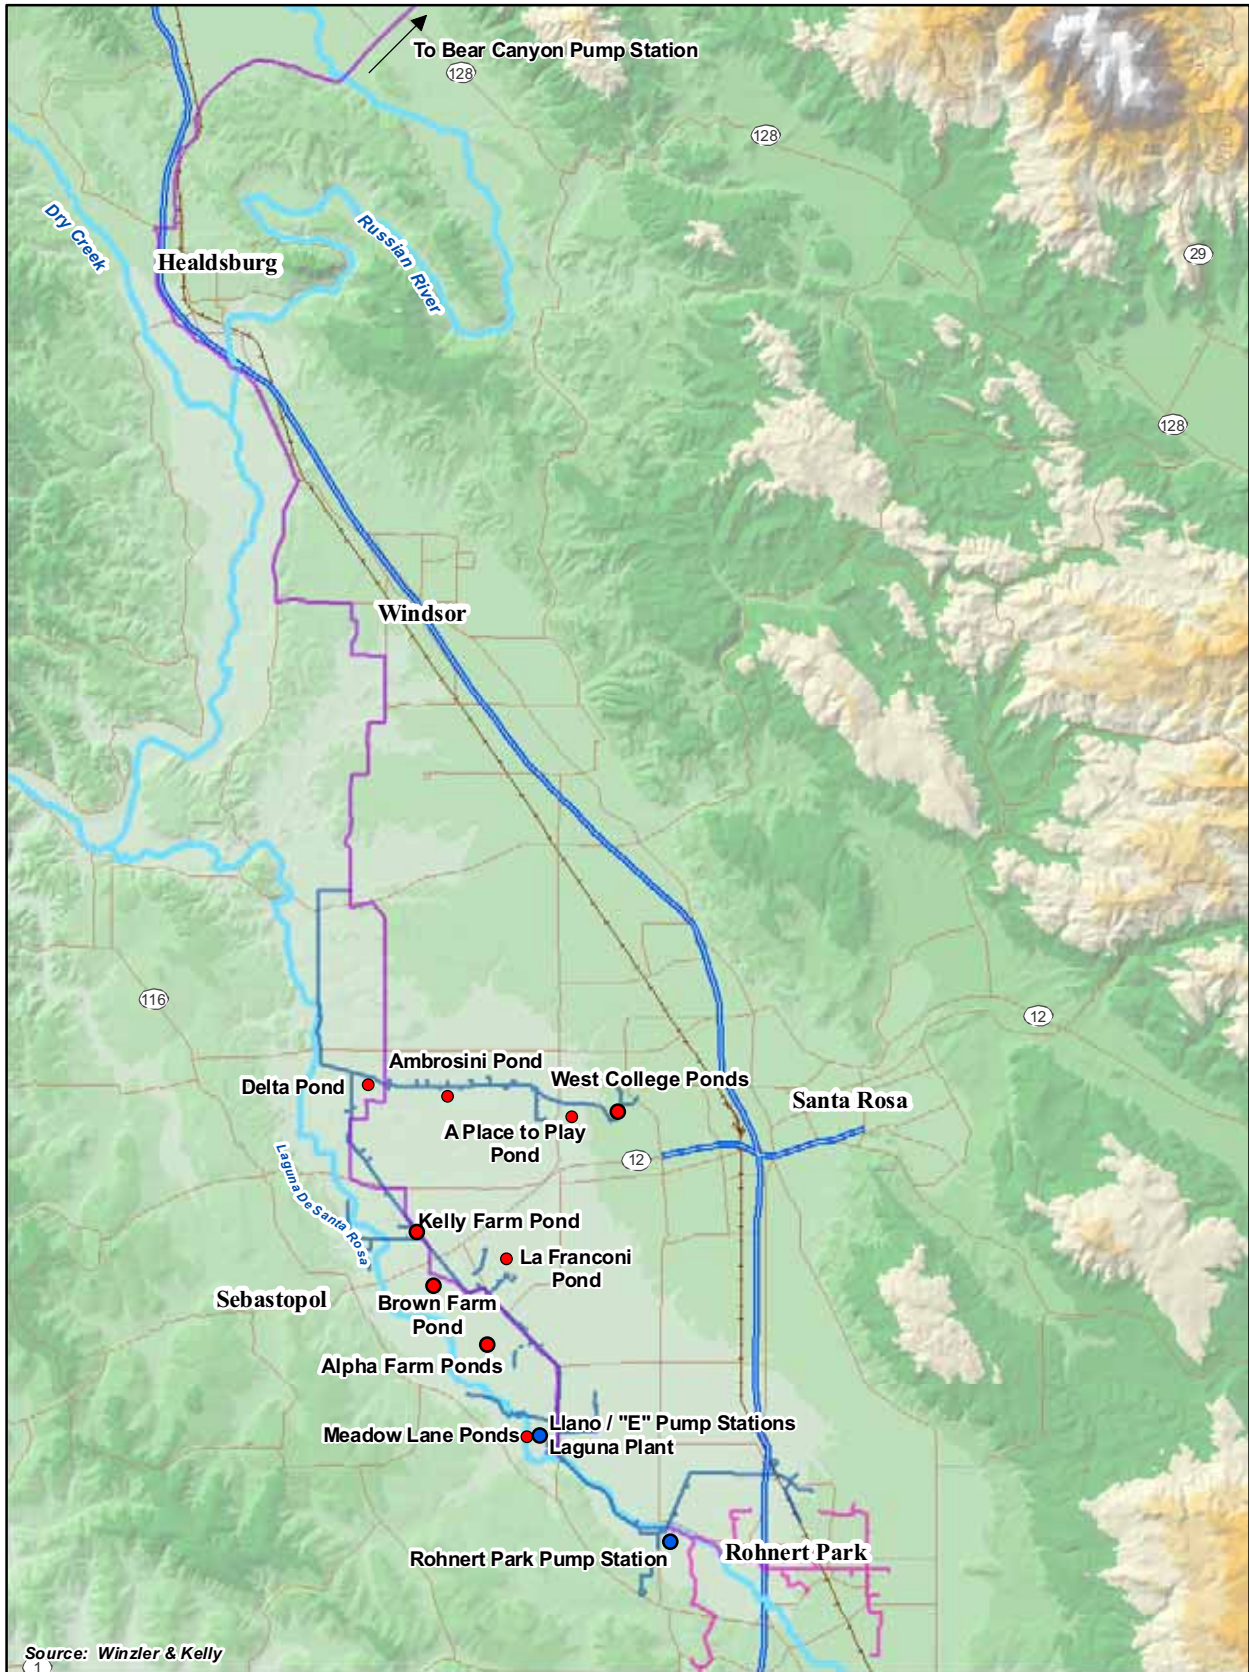 To Bear Canyon Pump Station
128
128
Dry Creek
Russian River
29
Healdsburg
128
Windsor
116
12
Ambrosini Pond
Delta Pond
West College Ponds
Santa Rosa
A Place to Play
Pond
12
Laguna De Santa Rosa
Kelly Farm Pond
La Franconi
Pond
Sebastopol
Brown Farm
Pond
Alpha Farm Ponds
Llano / "E" Pump Stations
Meadow Lane Ponds
Laguna Plant
Rohnert Park
Rohnert Park Pump Station
Source: Winzler & Kelly
1